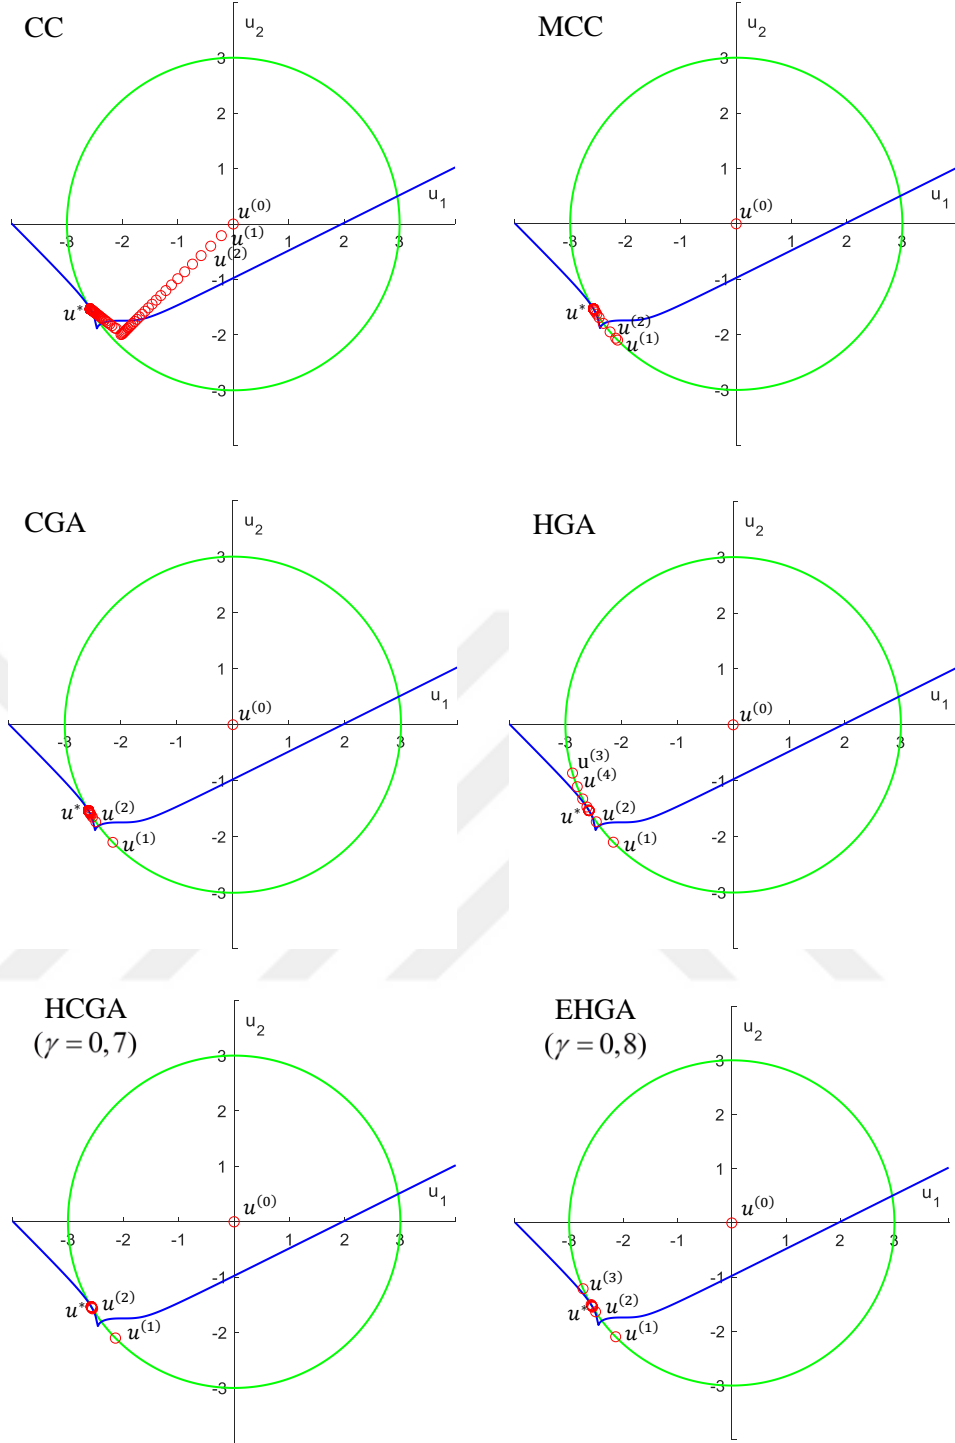 CC
u₂
3
2
1
u₁
-3 -2 -1 1 2 3
u⁽⁰⁾
u⁽¹⁾
u⁽²⁾
-1
u*
-2
-3
MCC
u₂
3
2
1
u₁
-3 -2 -1 1 2 3
u⁽⁰⁾
-1
u*
u⁽²⁾
u⁽¹⁾
-2
-3
CGA
u₂
3
2
1
u₁
-3 -2 -1 1 2 3
u⁽⁰⁾
-1
u*
u⁽²⁾
u⁽¹⁾
-2
-3
HGA
u₂
3
2
1
u₁
-3 -2 -1 1 2 3
u⁽⁰⁾
u⁽³⁾
u⁽⁴⁾
-1
u*
u⁽²⁾
u⁽¹⁾
-2
-3
HCGA
(γ = 0,7)
u₂
3
2
1
u₁
-3 -2 -1 1 2 3
u⁽⁰⁾
-1
u*
u⁽²⁾
u⁽¹⁾
-2
-3
EHGA
(γ = 0,8)
u₂
3
2
1
u₁
-3 -2 -1 1 2 3
u⁽⁰⁾
-1
u⁽³⁾
u*
u⁽²⁾
u⁽¹⁾
-2
-3